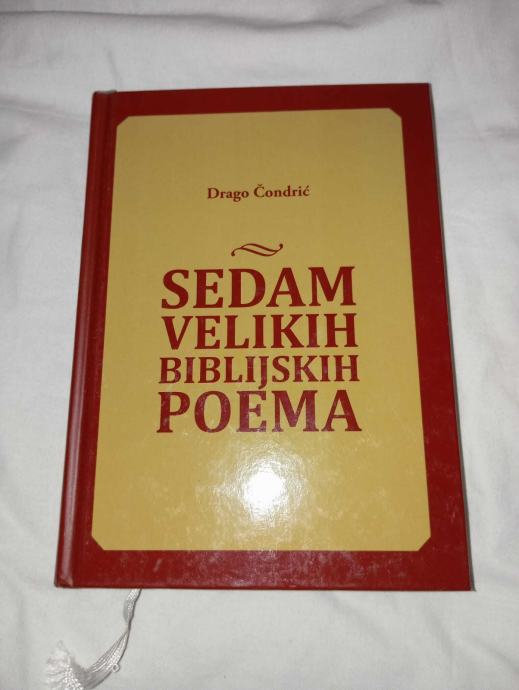 Drago Čondrić
SEDAM
VELIKIH
BIBLIJSKIH
POEMA